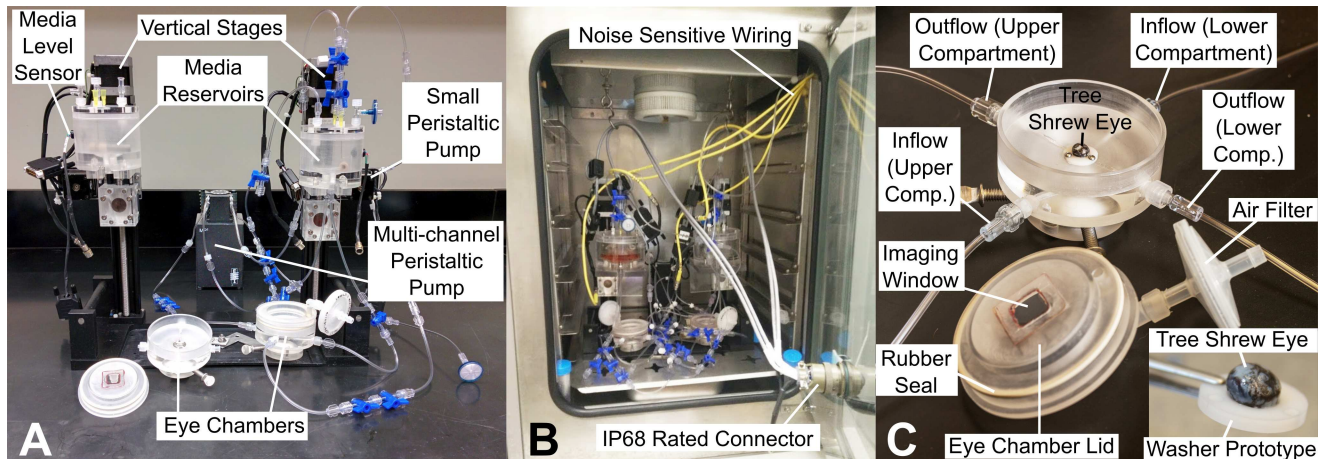 Media
Level
Sensor
Vertical Stages
Media
Reservoirs
Small
Peristaltic
Pump
Multi-channel
Peristaltic
Pump
Eye Chambers
A
Noise Sensitive Wiring
IP68 Rated Connector
B
Outflow (Upper
Compartment)
Inflow (Lower
Compartment)
Tree
Shrew Eye
Outflow
(Lower
Comp.)
Inflow
(Upper
Comp.)
Air Filter
Imaging
Window
Rubber
Seal
Eye Chamber Lid
Tree Shrew Eye
Washer Prototype
C